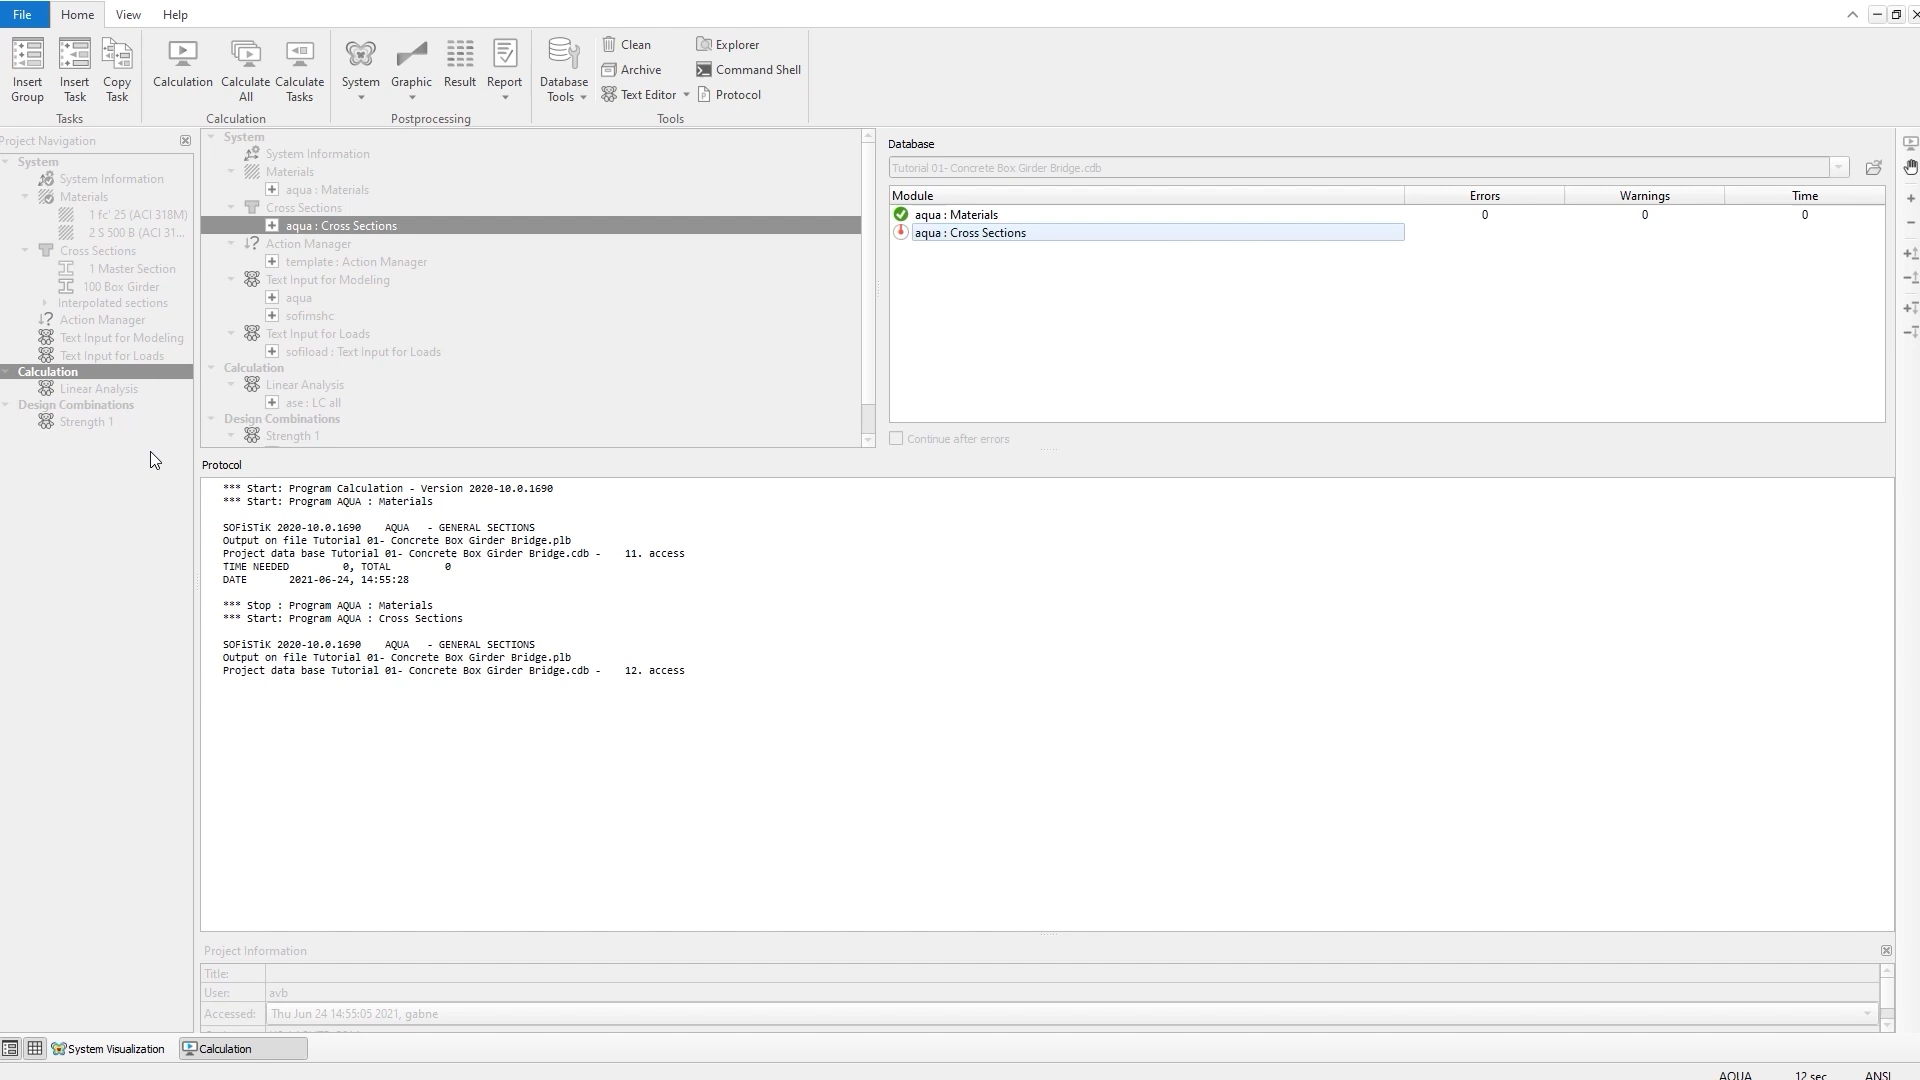 File Home View Help
Insert Group
Insert Task
Copy Task
Tasks
Calculation
Calculate All
Calculate Tasks
Calculation
System
Graphic
Result
Report
Postprocessing
Database Tools
Clean
Archive
Text Editor
Explorer
Command Shell
Protocol
Tools
Project Navigation
System
System Information
Materials
1 fc' 25 (ACI 318M)
2 S 500 B (ACI 31...
Cross Sections
1 Master Section
100 Box Girder
Interpolated sections
Action Manager
Text Input for Modeling
Text Input for Loads
Calculation
Linear Analysis
Design Combinations
Strength 1
System
System Information
Materials
aqua : Materials
Cross Sections
aqua : Cross Sections
Action Manager
template : Action Manager
Text Input for Modeling
aqua
sofimshc
Text Input for Loads
sofiload : Text Input for Loads
Calculation
Linear Analysis
ase : LC all
Design Combinations
Strength 1
Database
Tutorial 01- Concrete Box Girder Bridge.cdb
Module Errors Warnings Time
aqua : Materials 0 0 0
aqua : Cross Sections
Continue after errors
Protocol
*** Start: Program Calculation - Version 2020-10.0.1690
*** Start: Program AQUA : Materials
SOFiSTiK 2020-10.0.1690 AQUA - GENERAL SECTIONS
Output on file Tutorial 01- Concrete Box Girder Bridge.plb
Project data base Tutorial 01- Concrete Box Girder Bridge.cdb - 11. access
TIME NEEDED 0, TOTAL 0
DATE 2021-06-24, 14:55:28
*** Stop : Program AQUA : Materials
*** Start: Program AQUA : Cross Sections
SOFiSTiK 2020-10.0.1690 AQUA - GENERAL SECTIONS
Output on file Tutorial 01- Concrete Box Girder Bridge.plb
Project data base Tutorial 01- Concrete Box Girder Bridge.cdb - 12. access
Project Information
Title:
User: avb
Accessed: Thu Jun 24 14:55:05 2021, gabne
System Visualization
Calculation
AQUA 12 sec ANSI